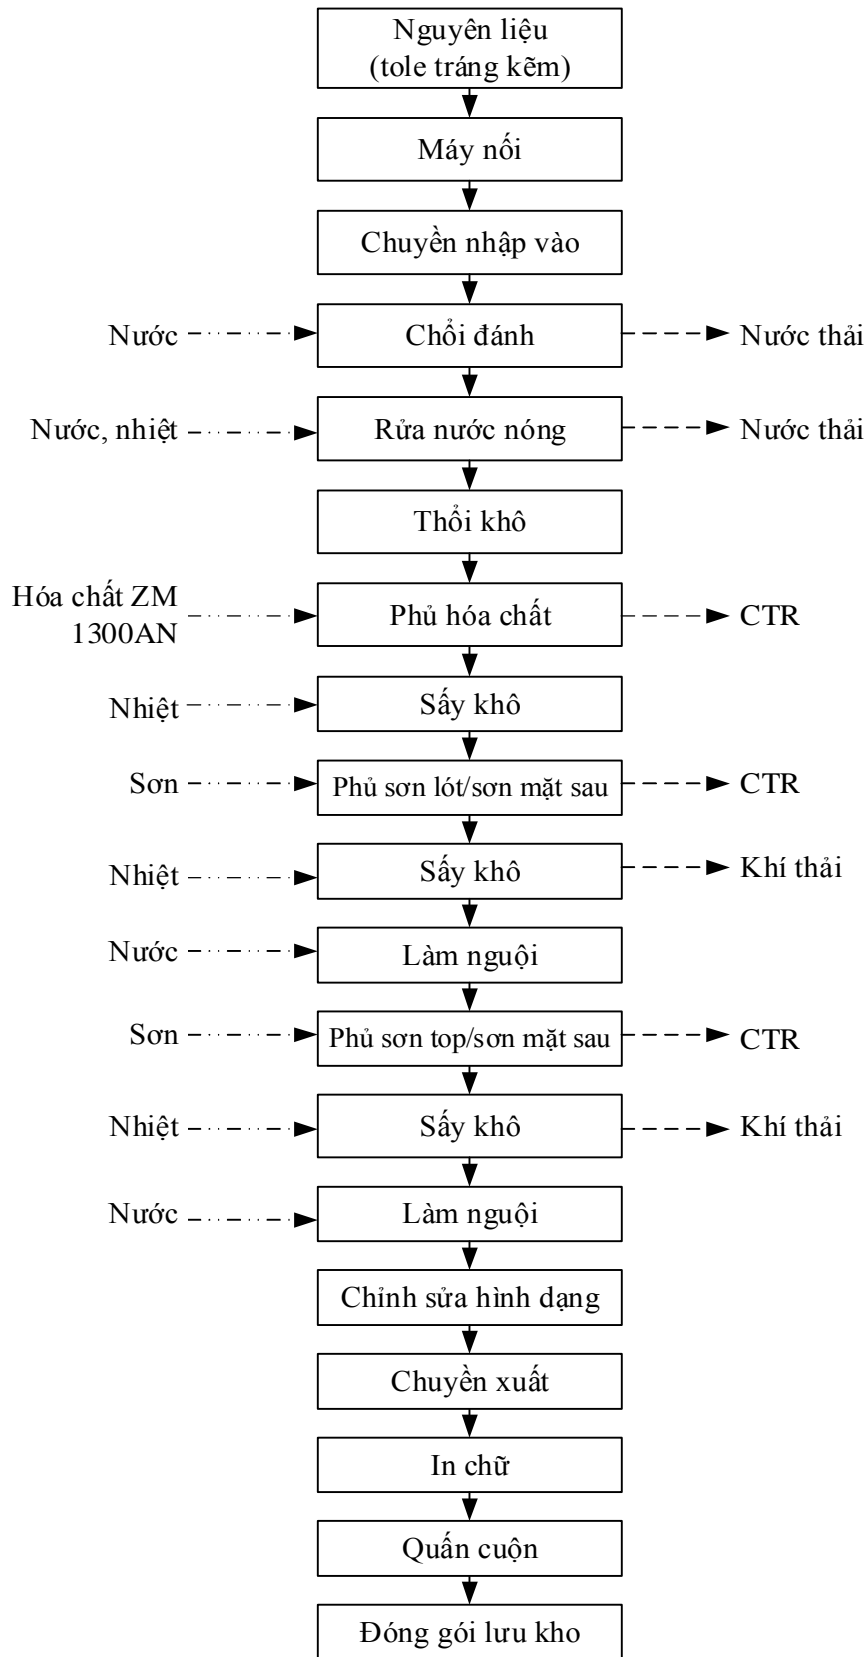 Nguyên liệu
(tole tráng kẽm)
Máy nối
Chuyền nhập vào
Nước
Chổi đánh
Nước thải
Nước, nhiệt
Rửa nước nóng
Nước thải
Thổi khô
Hóa chất ZM
1300AN
Phủ hóa chất
CTR
Nhiệt
Sấy khô
Sơn
Phủ sơn lót/sơn mặt sau
CTR
Nhiệt
Sấy khô
Khí thải
Nước
Làm nguội
Sơn
Phủ sơn top/sơn mặt sau
CTR
Nhiệt
Sấy khô
Khí thải
Nước
Làm nguội
Chỉnh sửa hình dạng
Chuyền xuất
In chữ
Quấn cuộn
Đóng gói lưu kho